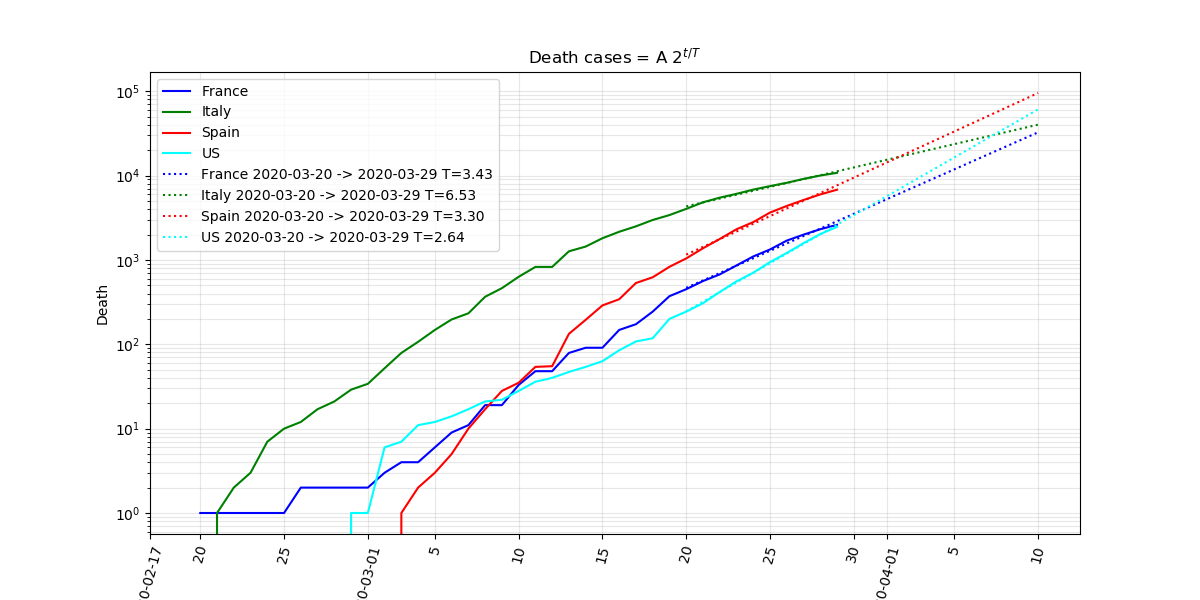 Death cases = A 2^{t/T}
France
Italy
Spain
US
France 2020-03-20 -> 2020-03-29 T=3.43
Italy 2020-03-20 -> 2020-03-29 T=6.53
Spain 2020-03-20 -> 2020-03-29 T=3.30
US 2020-03-20 -> 2020-03-29 T=2.64
Death
10^5
10^4
10^3
10^2
10^1
10^0
0-02-17
20
25
0-03-01
5
10
15
20
25
30
0-04-01
5
10